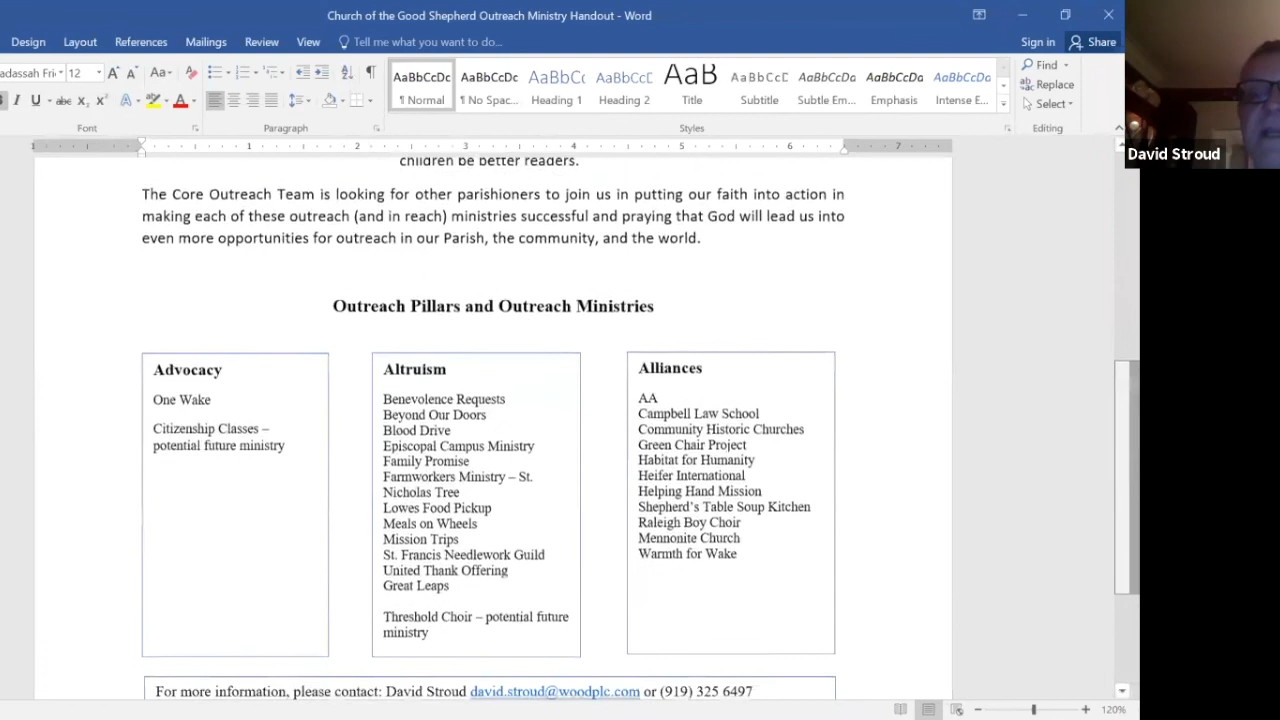 Church of the Good Shepherd Outreach Ministry Handout - Word
Design Layout References Mailings Review View Tell me what you want to do... Sign in Share
12 Aa Find
AaBbCcDc AaBbCcDc AaBbCc AaBbCcD AaB AaBbCcD AaBbCcDa AaBbCcDa AaBbCcDa Replace
¶ Normal ¶ No Spac... Heading 1 Heading 2 Title Subtitle Subtle Em... Emphasis Intense E... Select
Font Paragraph Styles Editing
1 1 2 3 4 5 6 7
David Stroud
children be better readers.
The Core Outreach Team is looking for other parishioners to join us in putting our faith into action in
making each of these outreach (and in reach) ministries successful and praying that God will lead us into
even more opportunities for outreach in our Parish, the community, and the world.
Outreach Pillars and Outreach Ministries
Advocacy
One Wake
Citizenship Classes –
potential future ministry
Altruism
Benevolence Requests
Beyond Our Doors
Blood Drive
Episcopal Campus Ministry
Family Promise
Farmworkers Ministry – St.
Nicholas Tree
Lowes Food Pickup
Meals on Wheels
Mission Trips
St. Francis Needlework Guild
United Thank Offering
Great Leaps
Threshold Choir – potential future
ministry
Alliances
AA
Campbell Law School
Community Historic Churches
Green Chair Project
Habitat for Humanity
Heifer International
Helping Hand Mission
Shepherd's Table Soup Kitchen
Raleigh Boy Choir
Mennonite Church
Warmth for Wake
For more information, please contact: David Stroud david.stroud@woodplc.com or (919) 325 6497
120%